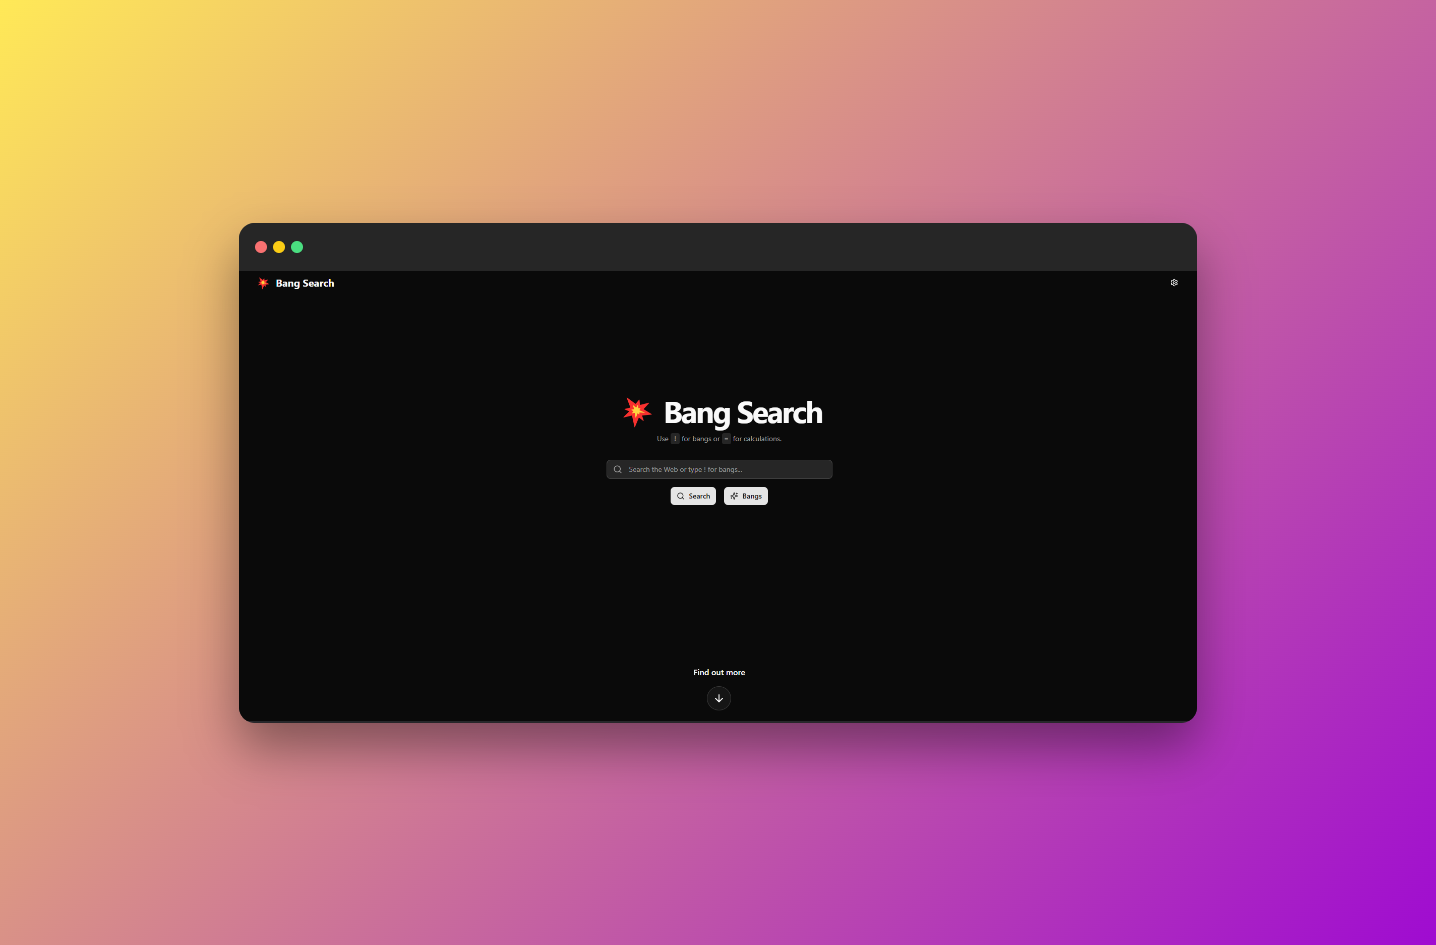 Bang Search
Bang Search
Use ! for bangs or = for calculations.
Search the Web or type ! for bangs...
Search Bangs
Find out more